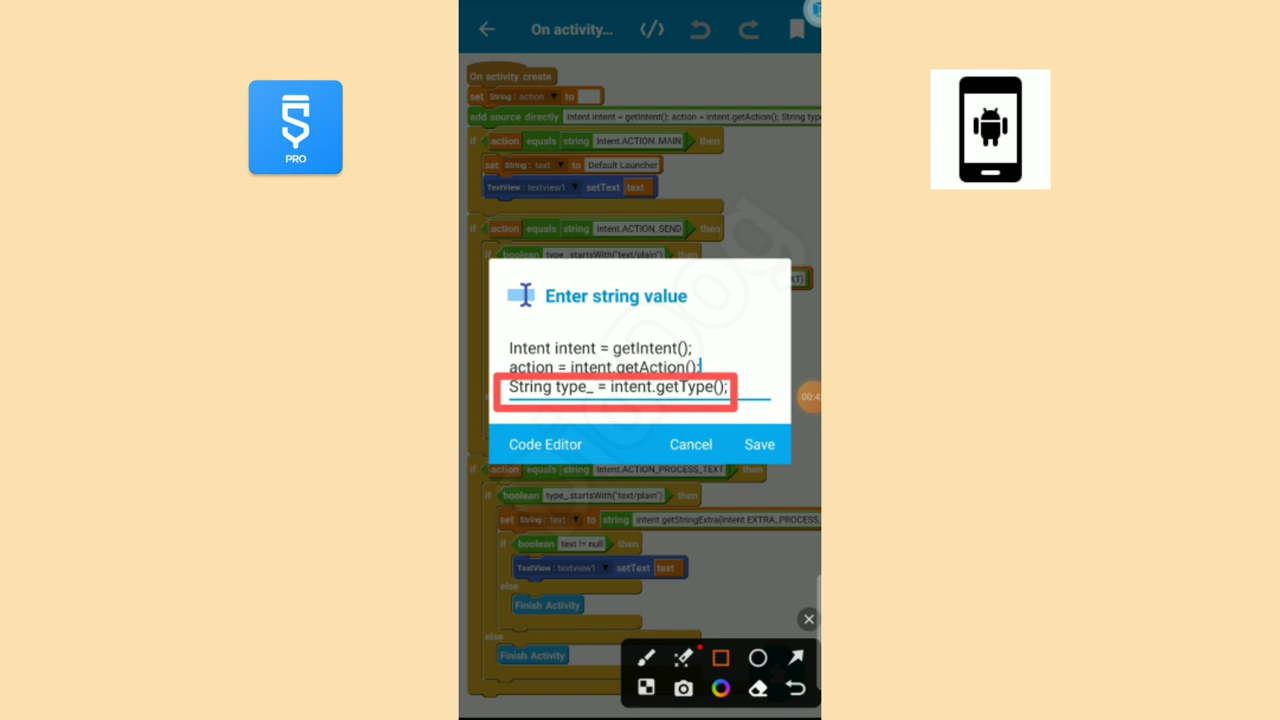 On activity...
PRO
On activity create
set String : action to
add source directly Intent intent = getIntent(); action = intent.getAction(); String type
if action equals string Intent.ACTION_MAIN then
set String : text to Default Launcher
TextView : textview1 setText text
if action equals string Intent.ACTION_SEND then
if boolean type_.startsWith("text/plain") then
Enter string value
Intent intent = getIntent();
action = intent.getAction();
String type_ = intent.getType();
00:4
Code Editor Cancel Save
if action equals string Intent.ACTION_PROCESS_TEXT then
if boolean type_.startsWith("text/plain") then
set String : text to string intent.getStringExtra(Intent.EXTRA_PROCESS_
if boolean text != null then
TextView : textview1 setText text
else
Finish Activity
else
Finish Activity